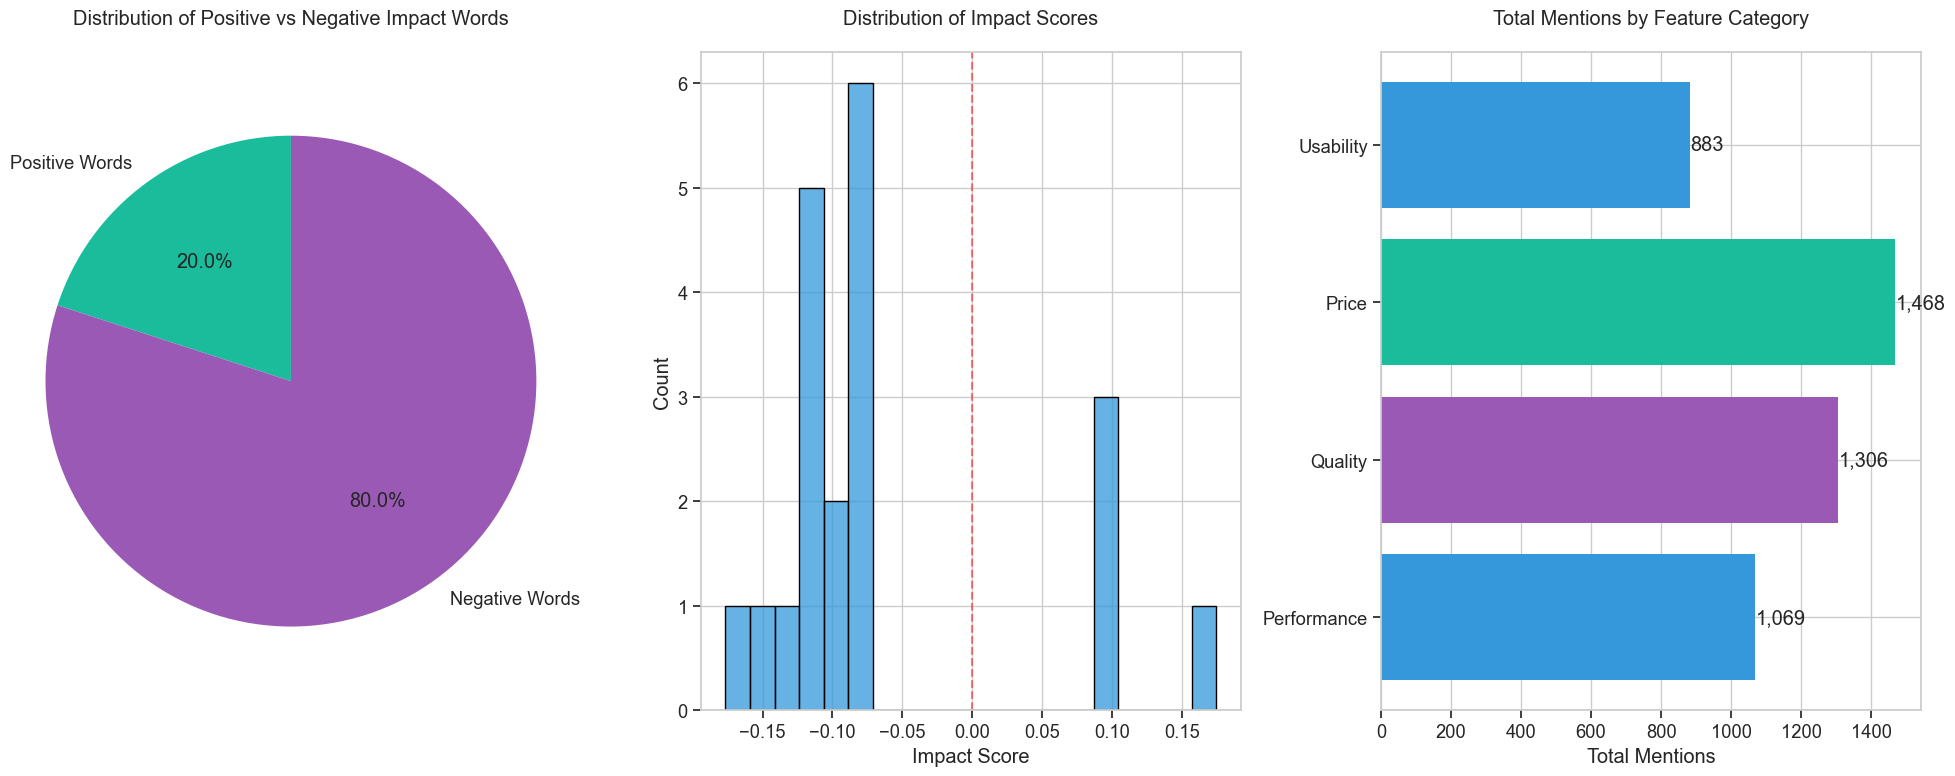 Distribution of Positive vs Negative Impact Words
Positive Words
20.0%
80.0%
Negative Words
Distribution of Impact Scores
Count
6
5
4
3
2
1
0
−0.15
−0.10
−0.05
0.00
0.05
0.10
0.15
Impact Score
Total Mentions by Feature Category
Usability
883
Price
1,468
Quality
1,306
Performance
1,069
0
200
400
600
800
1000
1200
1400
Total Mentions